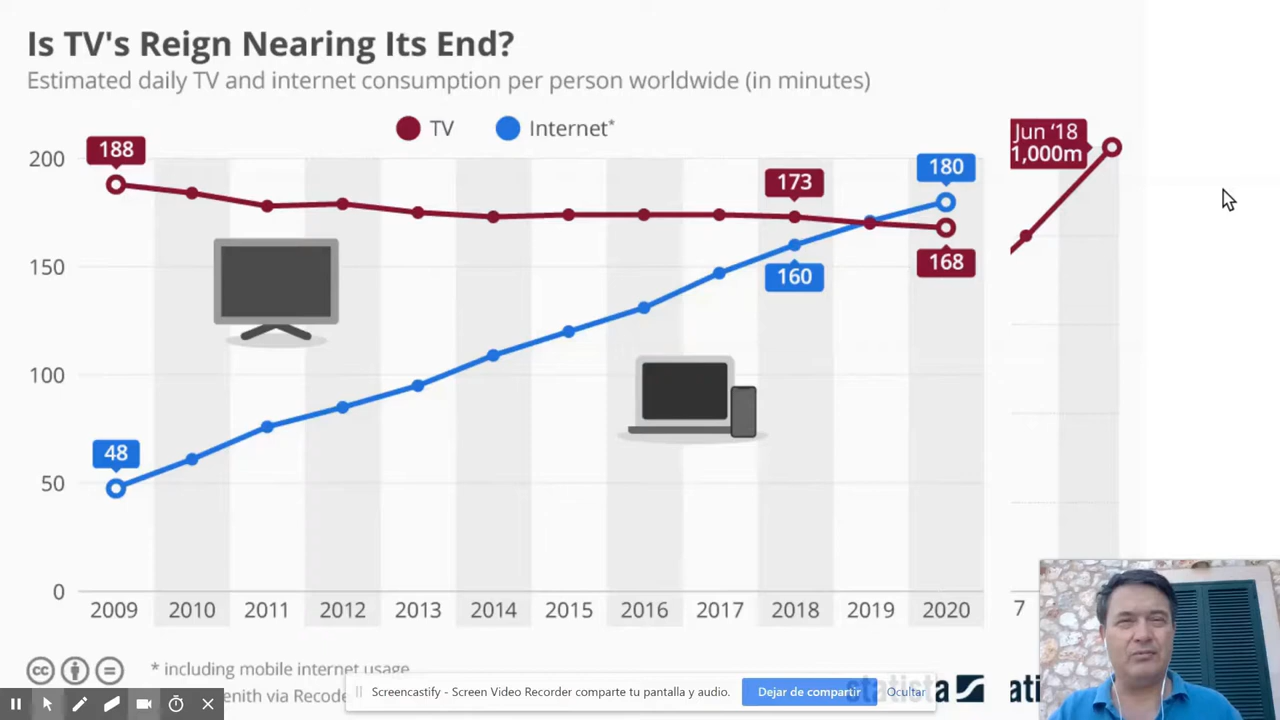 Is TV's Reign Nearing Its End?
Estimated daily TV and internet consumption per person worldwide (in minutes)
TV Internet*
Jun ‘18
1,000m
200
150
100
50
0
188
173
180
160
168
48
2009 2010 2011 2012 2013 2014 2015 2016 2017 2018 2019 2020 7
* including mobile internet usage
enith via Reco
Screencastify - Screen Video Recorder comparte tu pantalla y audio. Dejar de compartir Ocultar